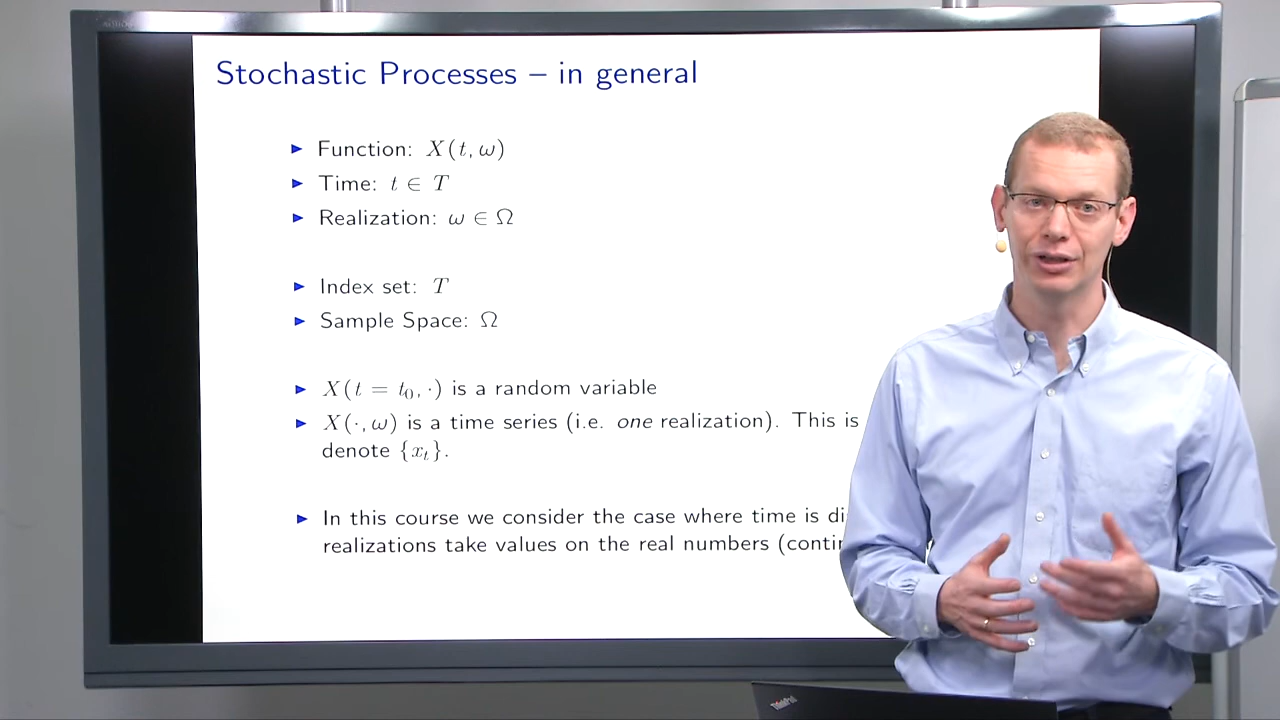 Stochastic Processes – in general
▶ Function: X(t, ω)
▶ Time: t ∈ T
▶ Realization: ω ∈ Ω
▶ Index set: T
▶ Sample Space: Ω
▶ X(t = t₀, ·) is a random variable
▶ X(·, ω) is a time series (i.e. one realization). This is
denote {xₜ}.
▶ In this course we consider the case where time is
realizations take values on the real numbers
ThinkPad